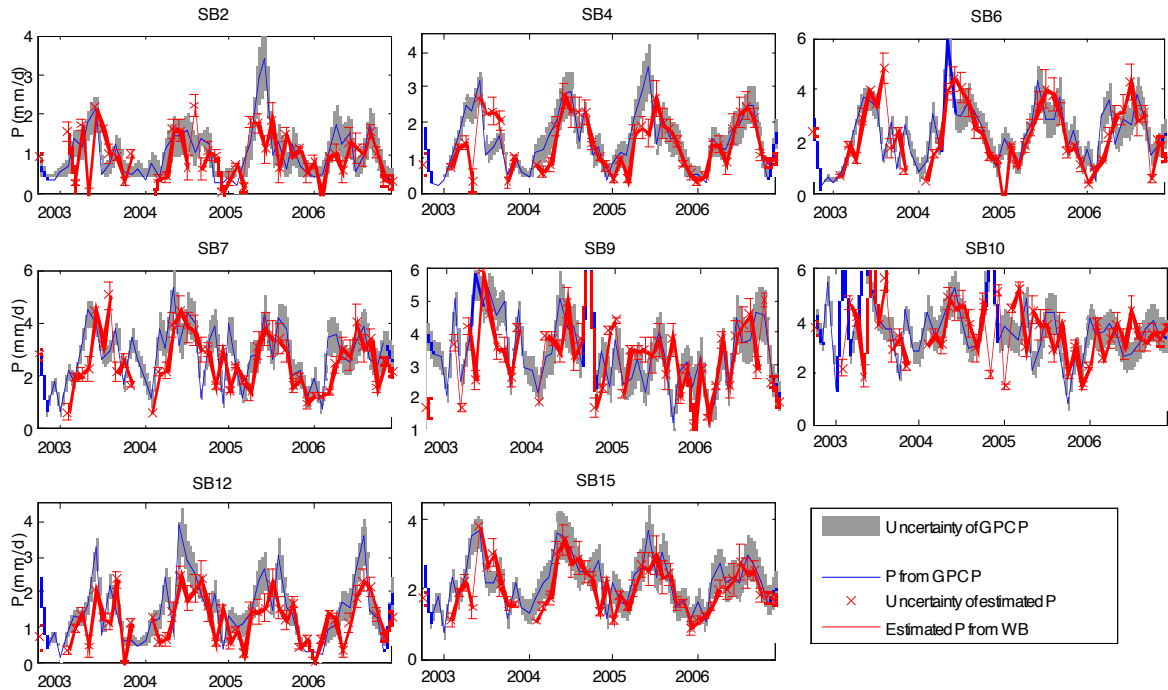 SB2
SB4
SB6
4
3
2
1
0
P (mm/d)
2003 2004 2005 2006
4
3
2
1
0
2003 2004 2005 2006
6
4
2
0
2003 2004 2005 2006
SB7
SB9
SB10
6
4
2
0
P (mm/d)
2003 2004 2005 2006
6
5
4
3
2
1
2003 2004 2005 2006
6
4
2
0
2003 2004 2005 2006
SB12
SB15
4
3
2
1
0
P (mm/d)
2003 2004 2005 2006
4
2
0
2003 2004 2005 2006
Uncertainty of GPCP
P from GPCP
Uncertainty of estimated P
Estimated P from WB